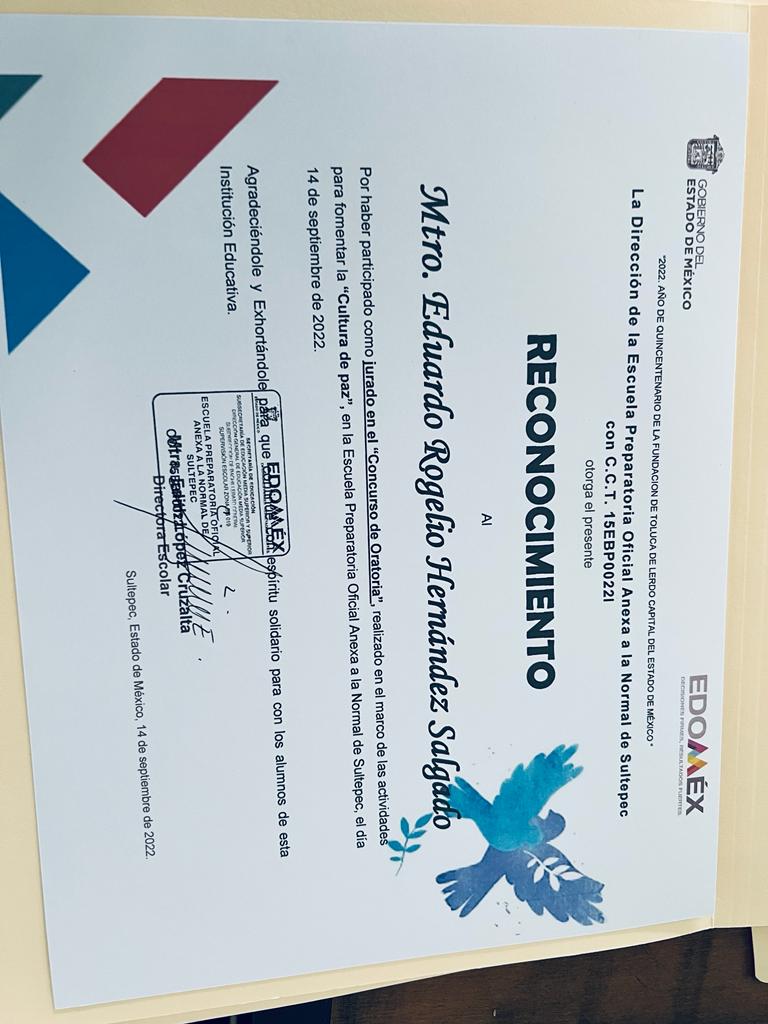 GOBIERNO DEL
ESTADO DE MÉXICO
EDOMÉX
DECISIONES FIRMES, RESULTADOS FUERTES.
"2022. AÑO DE QUINCENTENARIO DE LA FUNDACION DE TOLUCA DE LERDO CAPITAL DEL ESTADO DE MÉXICO"
La Dirección de la Escuela Preparatoria Oficial Anexa a la Normal de Sultepec
con C.C.T. 15EBP0022I
otorga el presente
RECONOCIMIENTO
Al
Mtro. Eduardo Rogelio Hernández Salgado
Por haber participado como jurado en el "Concurso de Oratoria", realizado en el marco de las actividades
para fomentar la "Cultura de paz", en la Escuela Preparatoria Oficial Anexa a la Normal de Sultepec, el día
14 de septiembre de 2022.
Agradeciéndole y Exhortándole para que espíritu solidario para con los alumnos de esta
Institución Educativa.
EDOMÉX
SECRETARÍA DE EDUCACIÓN
SUBSECRETARÍA DE EDUCACIÓN MEDIA SUPERIOR Y SUPERIOR
DIRECCIÓN GENERAL DE EDUCACIÓN MEDIA SUPERIOR
SUPERVISIÓN ESCOLAR ZONA 019
ESCUELA PREPARATORIA OFICIAL
ANEXA A LA NORMAL DE
SULTEPEC
López Cruzalta
Directora Escolar
Sultepec, Estado de México, 14 de septiembre de 2022.